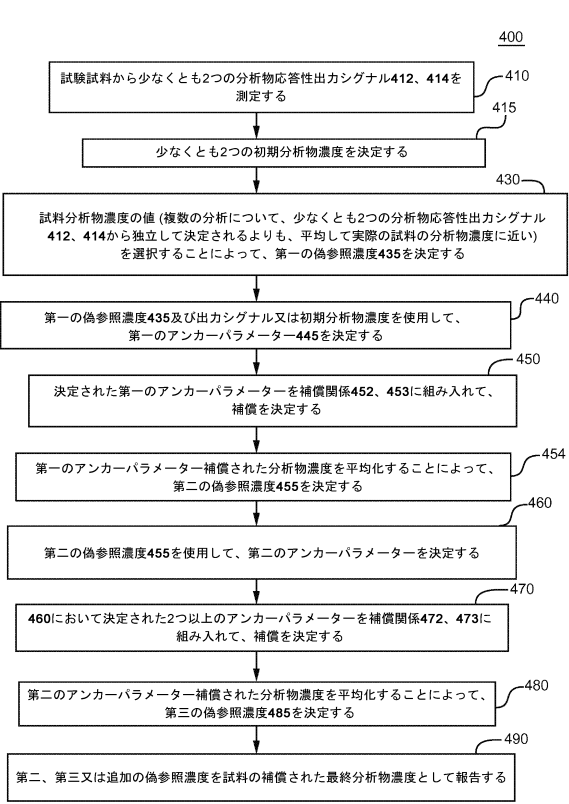 400
試験試料から少なくとも2つの分析物応答性出力シグナル412、414を
測定する
410
415
少なくとも2つの初期分析物濃度を決定する
430
試料分析物濃度の値 (複数の分析について、少なくとも2つの分析物応答性出力シグナル
412、414から独立して決定されるよりも、平均して実際の試料の分析物濃度に近い)
を選択することによって、第一の偽参照濃度435を決定する
440
第一の偽参照濃度435及び出力シグナル又は初期分析物濃度を使用して、
第一のアンカーパラメーター445を決定する
450
決定された第一のアンカーパラメーターを補償関係452、453に組み入れて、
補償を決定する
454
第一のアンカーパラメーター補償された分析物濃度を平均化することによって、
第二の偽参照濃度455を決定する
460
第二の偽参照濃度455を使用して、第二のアンカーパラメーターを決定する
470
460において決定された2つ以上のアンカーパラメーターを補償関係472、473に
組み入れて、補償を決定する
480
第二のアンカーパラメーター補償された分析物濃度を平均化することによって、
第三の偽参照濃度485を決定する
490
第二、第三又は追加の偽参照濃度を試料の補償された最終分析物濃度として報告する